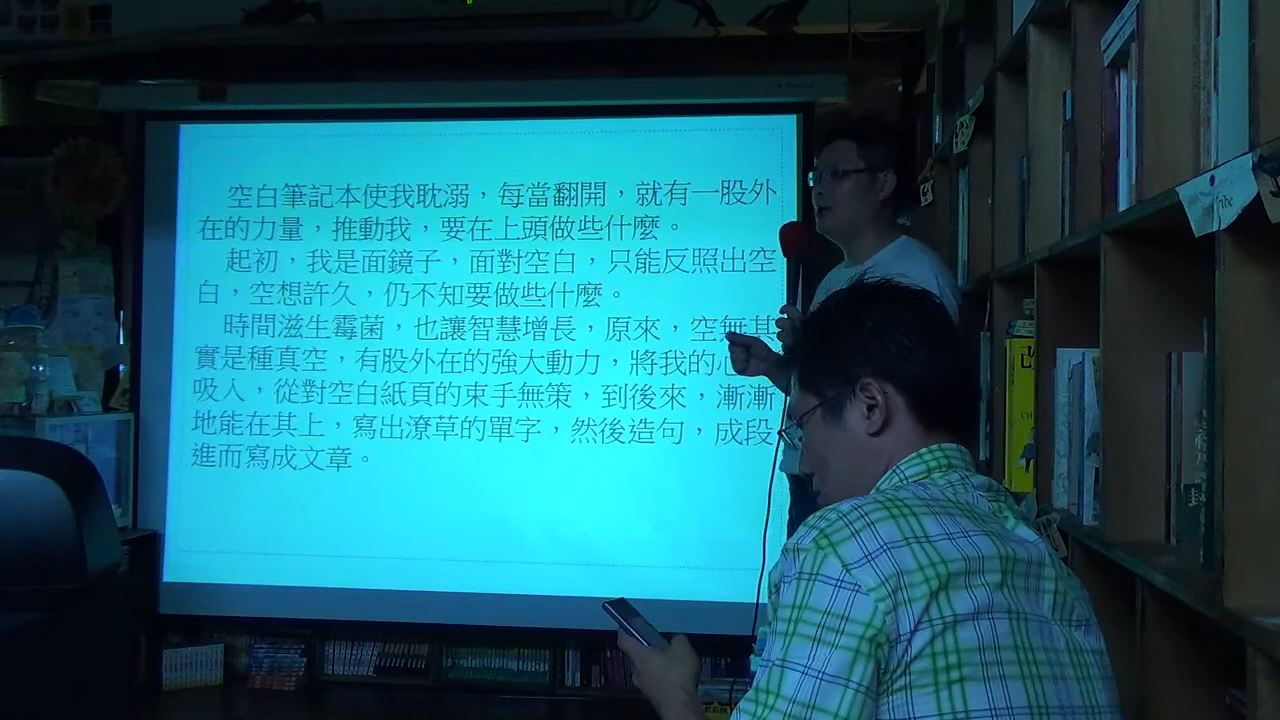 空白筆記本使我耽溺，每當翻開，就有一股外
在的力量，推動我，要在上頭做些什麼。
起初，我是面鏡子，面對空白，只能反照出空
白，空想許久，仍不知要做些什麼。
時間滋生霉菌，也讓智慧增長，原來，空無其
實是種真空，有股外在的強大動力，將我的心
吸入，從對空白紙頁的束手無策，到後來，漸漸
地能在其上，寫出潦草的單字，然後造句，成段
進而寫成文章。